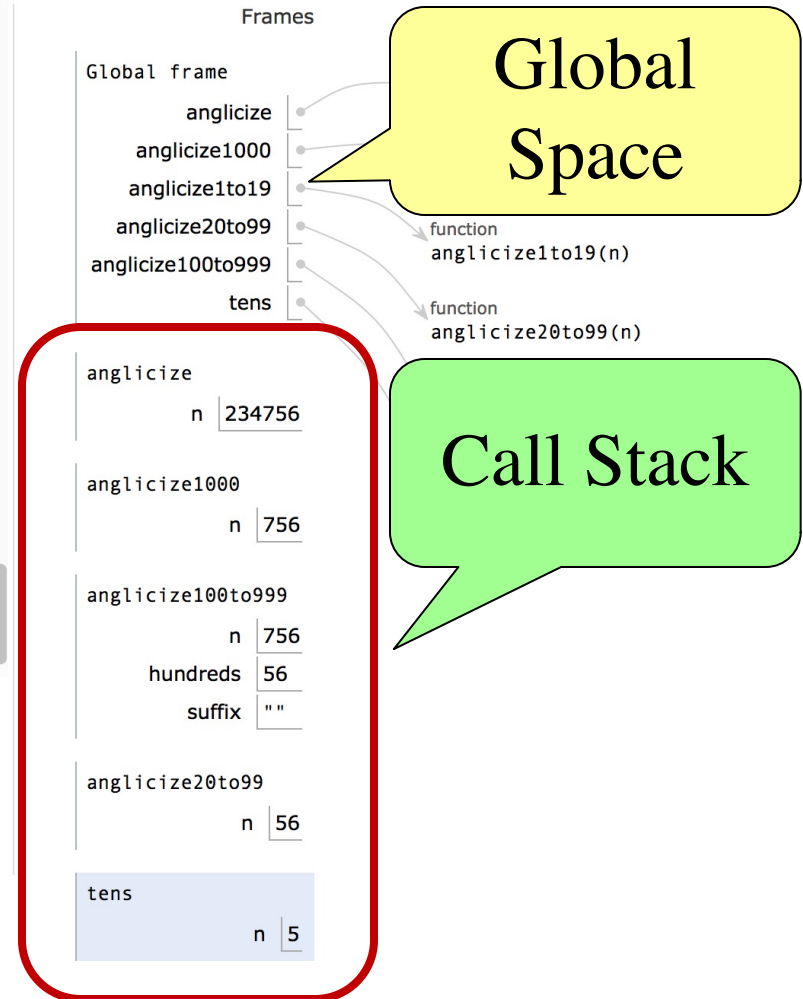 Frames
Global frame
anglicize
anglicize1000
anglicize1to19
anglicize20to99
anglicize100to999
tens
Global
Space
function
anglicize1to19(n)
function
anglicize20to99(n)
anglicize
n 234756
anglicize1000
n 756
anglicize100to999
n 756
hundreds 56
suffix ""
anglicize20to99
n 56
tens
n 5
Call Stack